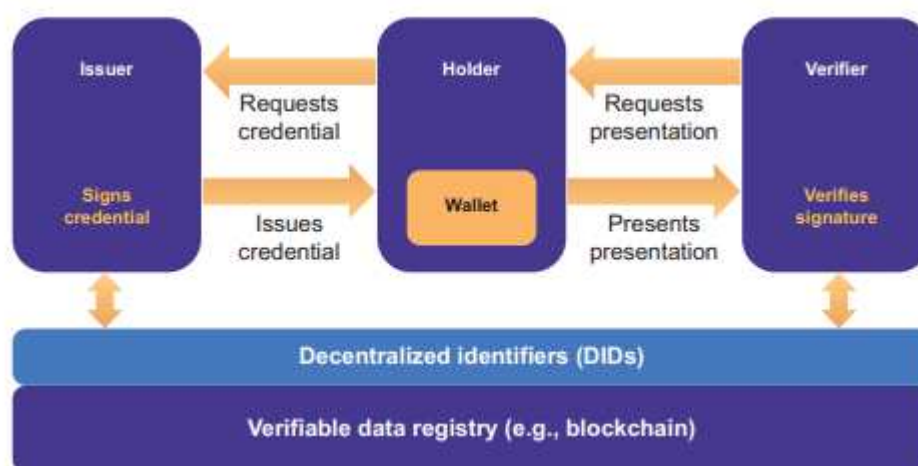 Issuer
Holder
Verifier
Requests
credential
Requests
presentation
Signs
credential
Wallet
Verifies
signature
Issues
credential
Presents
presentation
Decentralized identifiers (DIDs)
Verifiable data registry (e.g., blockchain)